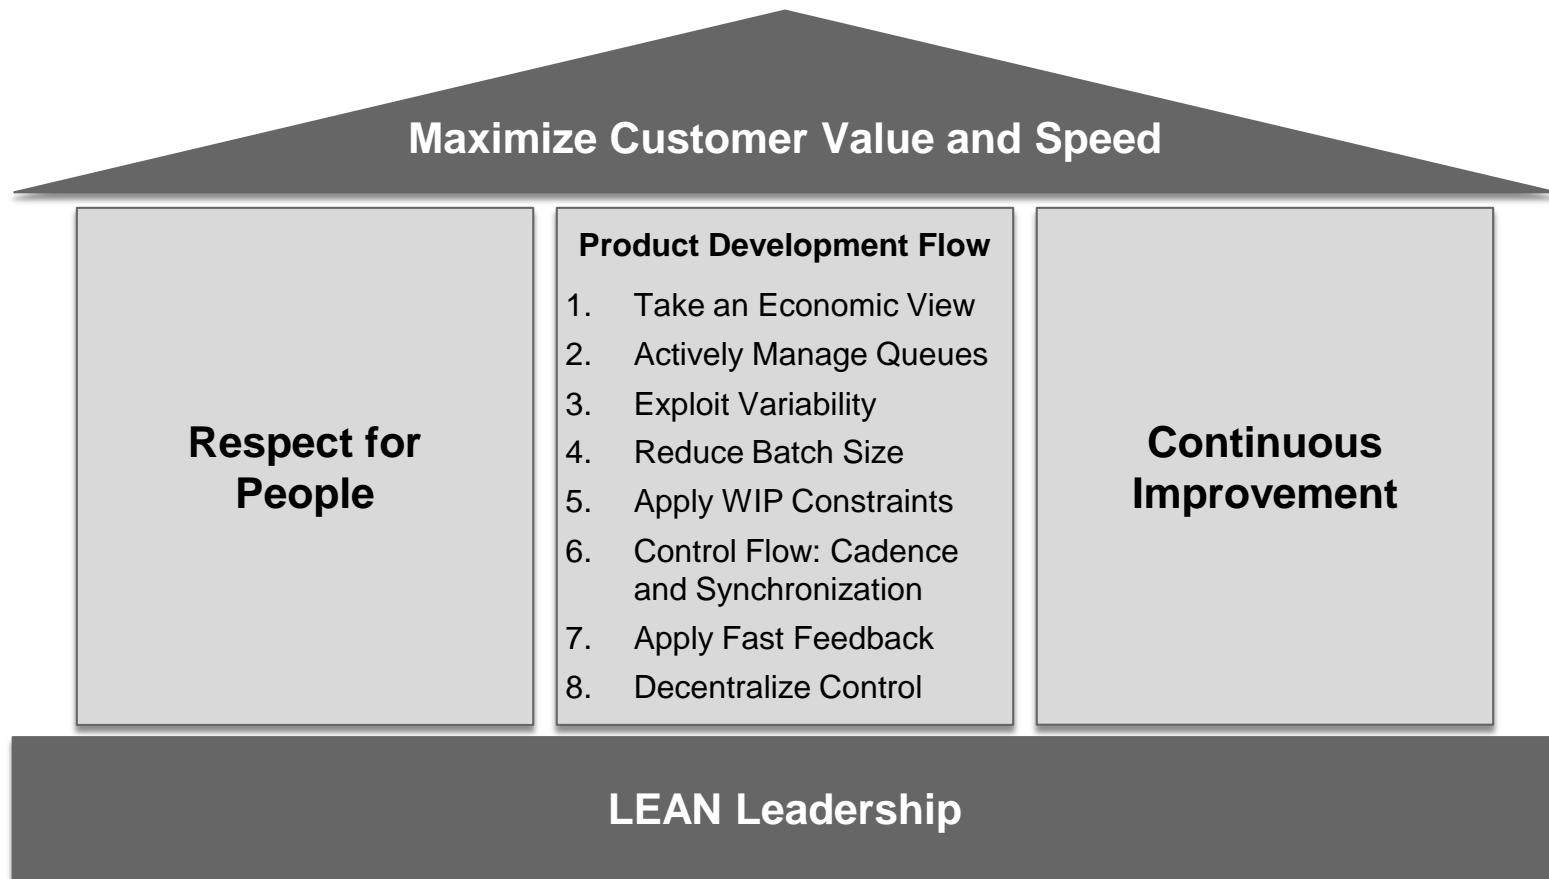 Maximize Customer Value and Speed
Respect for
People
Product Development Flow
1. Take an Economic View
2. Actively Manage Queues
3. Exploit Variability
4. Reduce Batch Size
5. Apply WIP Constraints
6. Control Flow: Cadence
and Synchronization
7. Apply Fast Feedback
8. Decentralize Control
Continuous
Improvement
LEAN Leadership